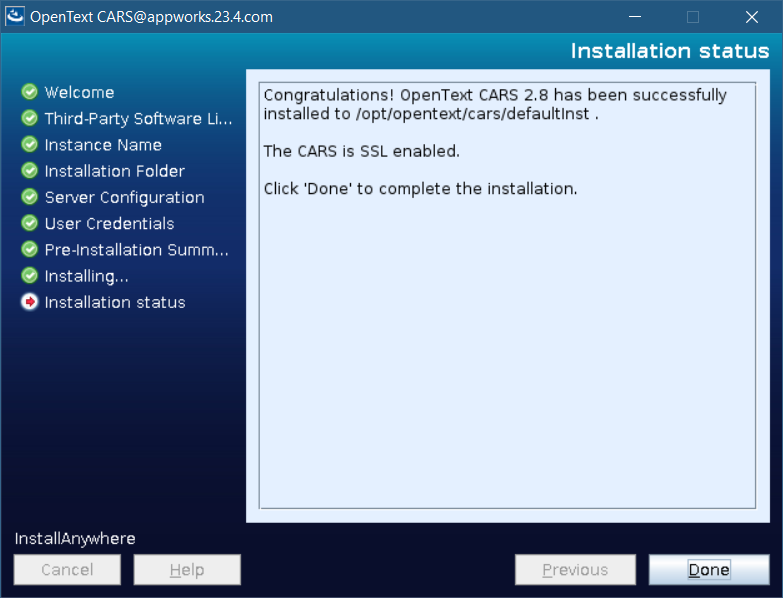 OpenText CARS@appworks.23.4.com
Installation status
Welcome
Third-Party Software Li...
Instance Name
Installation Folder
Server Configuration
User Credentials
Pre-Installation Summ...
Installing...
Installation status
Congratulations! OpenText CARS 2.8 has been successfully
installed to /opt/opentext/cars/defaultInst .
The CARS is SSL enabled.
Click 'Done' to complete the installation.
InstallAnywhere
Cancel
Help
Previous
Done